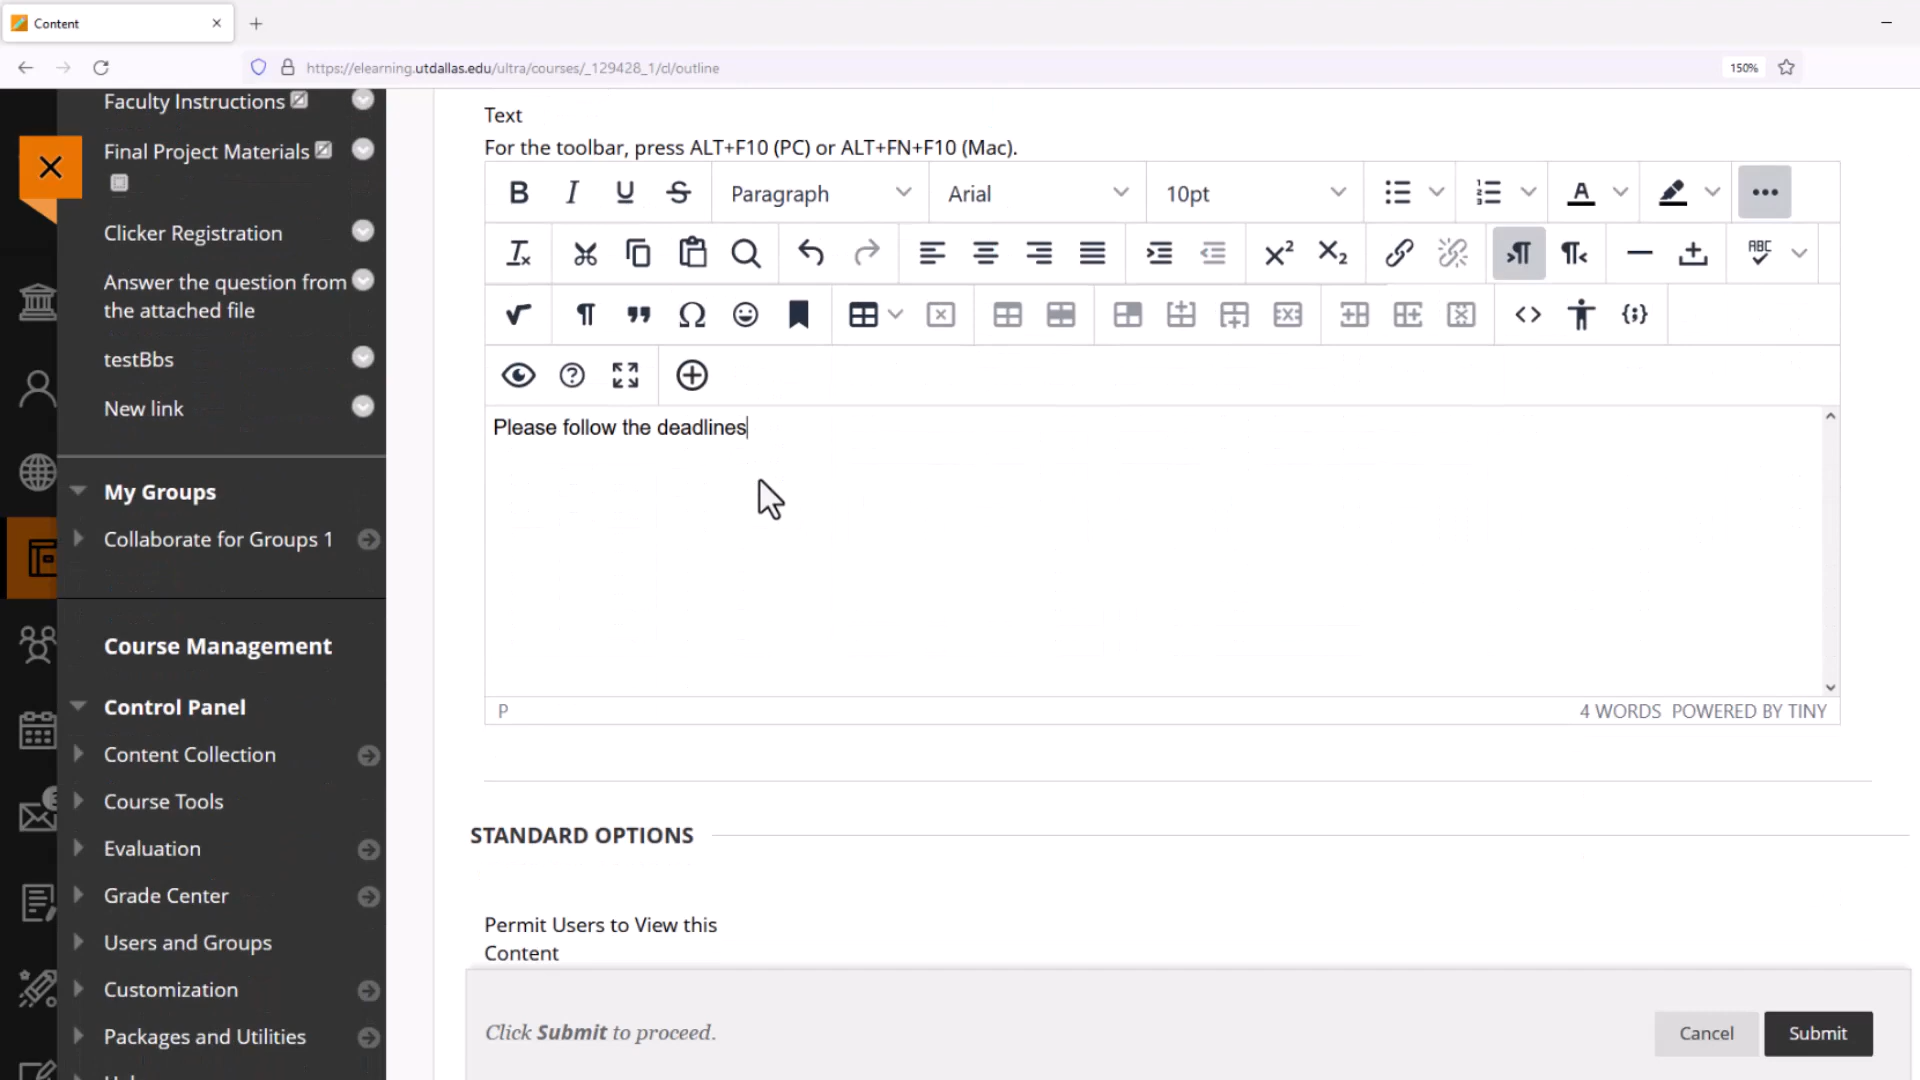 Content
https://elearning.utdallas.edu/ultra/courses/_129428_1/cl/outline
150%
Faculty Instructions
Final Project Materials
Clicker Registration
Answer the question from
the attached file
testBbs
New link
My Groups
Collaborate for Groups 1
Course Management
Control Panel
Content Collection
Course Tools
Evaluation
Grade Center
Users and Groups
Customization
Packages and Utilities
Text
For the toolbar, press ALT+F10 (PC) or ALT+FN+F10 (Mac).
B I U S Paragraph Arial 10pt
Please follow the deadlines
P 4 WORDS POWERED BY TINY
STANDARD OPTIONS
Permit Users to View this
Content
Click Submit to proceed.
Cancel Submit